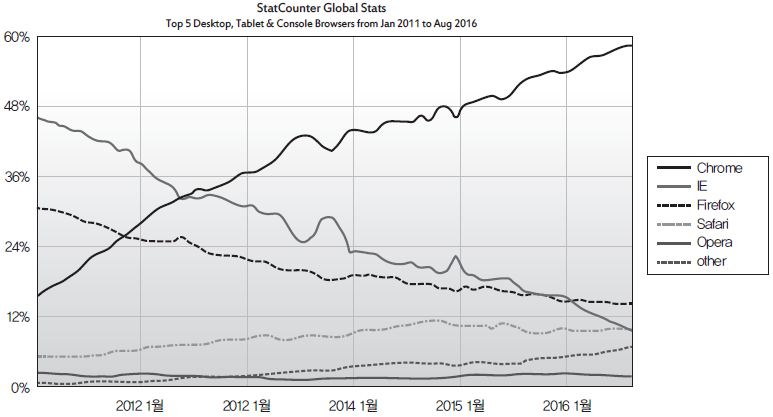 StatCounter Global Stats
Top 5 Desktop, Tablet & Console Browsers from Jan 2011 to Aug 2016
60%
48%
36%
24%
12%
0%
2012 1월
2012 1월
2014 1월
2015 1월
2016 1월
Chrome
IE
Firefox
Safari
Opera
other